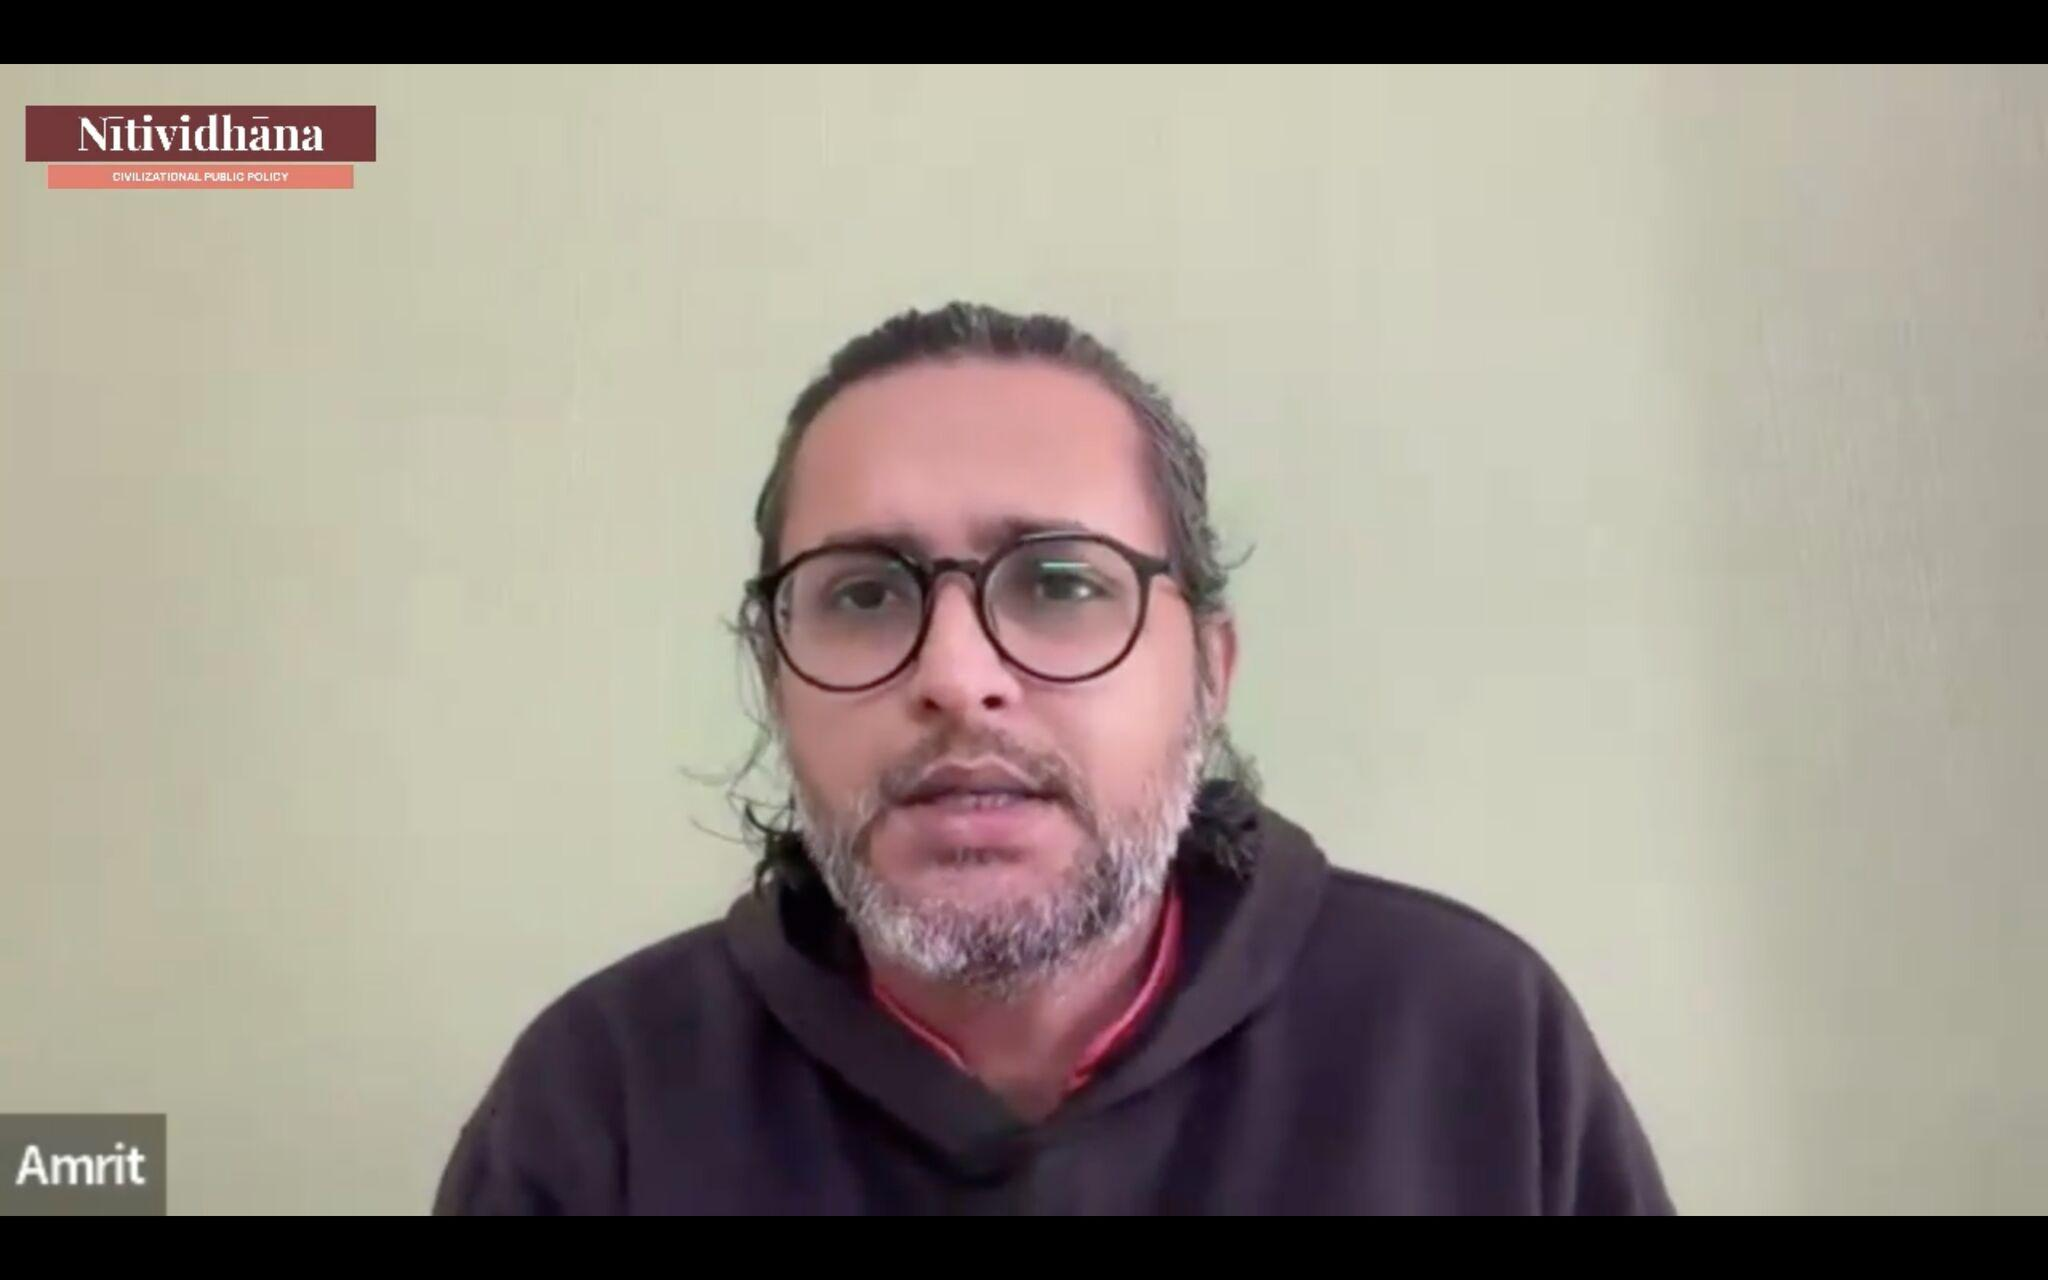 Nītividhāna
CIVILIZATIONAL PUBLIC POLICY
Amrit